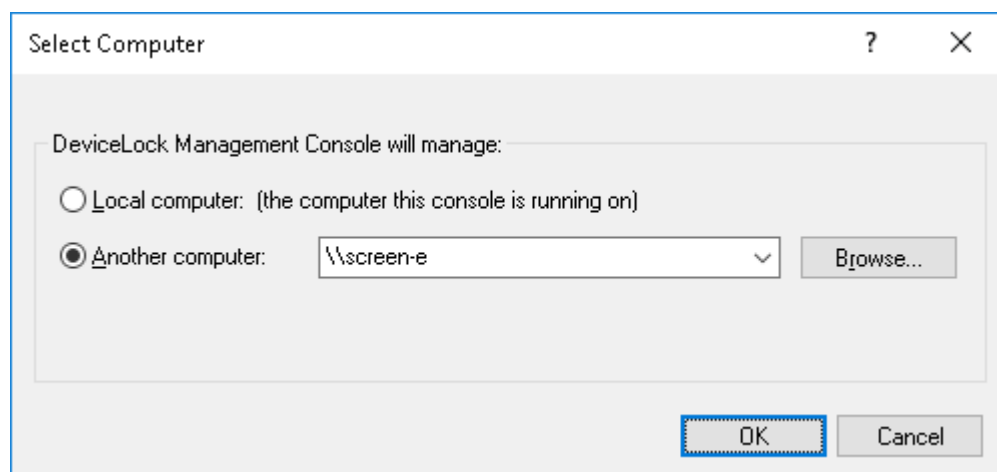 Select Computer
?
DeviceLock Management Console will manage:
Local computer: (the computer this console is running on)
Another computer:
\\screen-e
Browse...
OK
Cancel